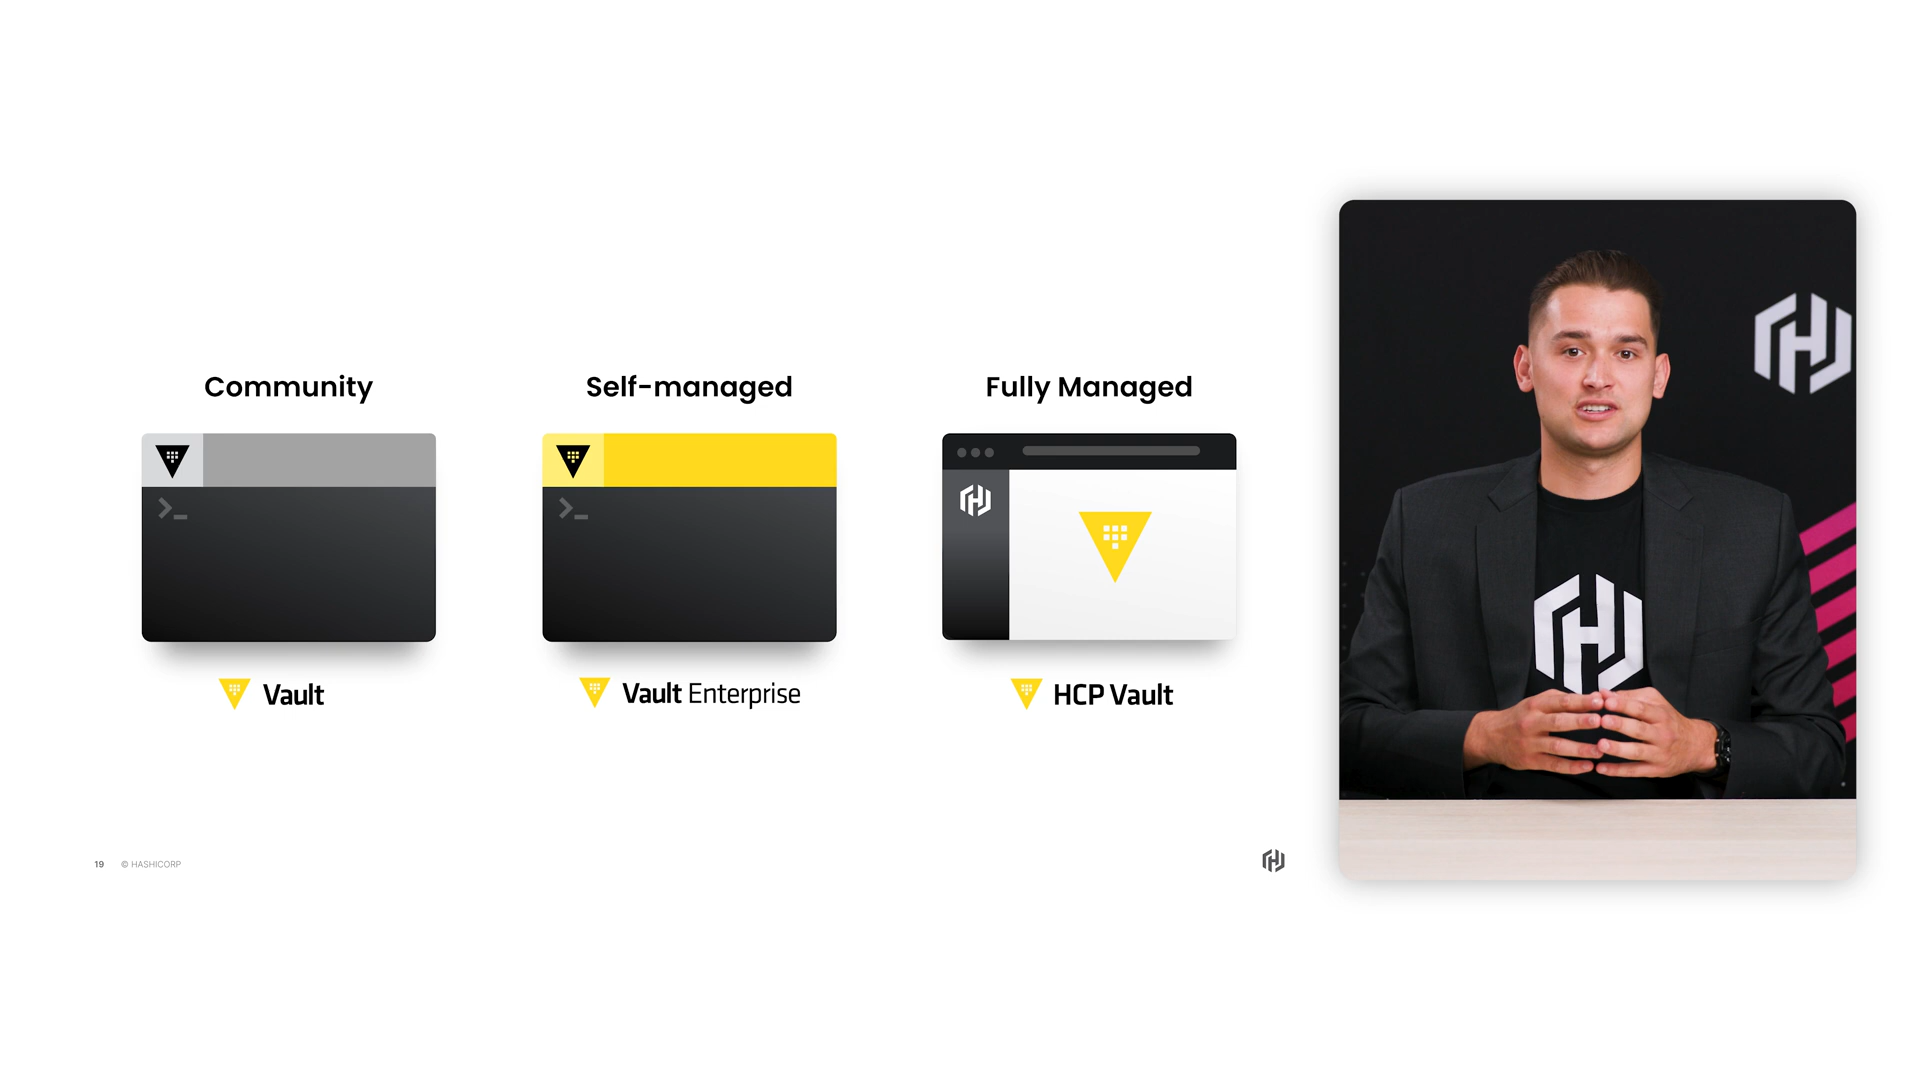 Community
Self-managed
Fully Managed
>_
>_
Vault
Vault Enterprise
HCP Vault
19 © HASHICORP